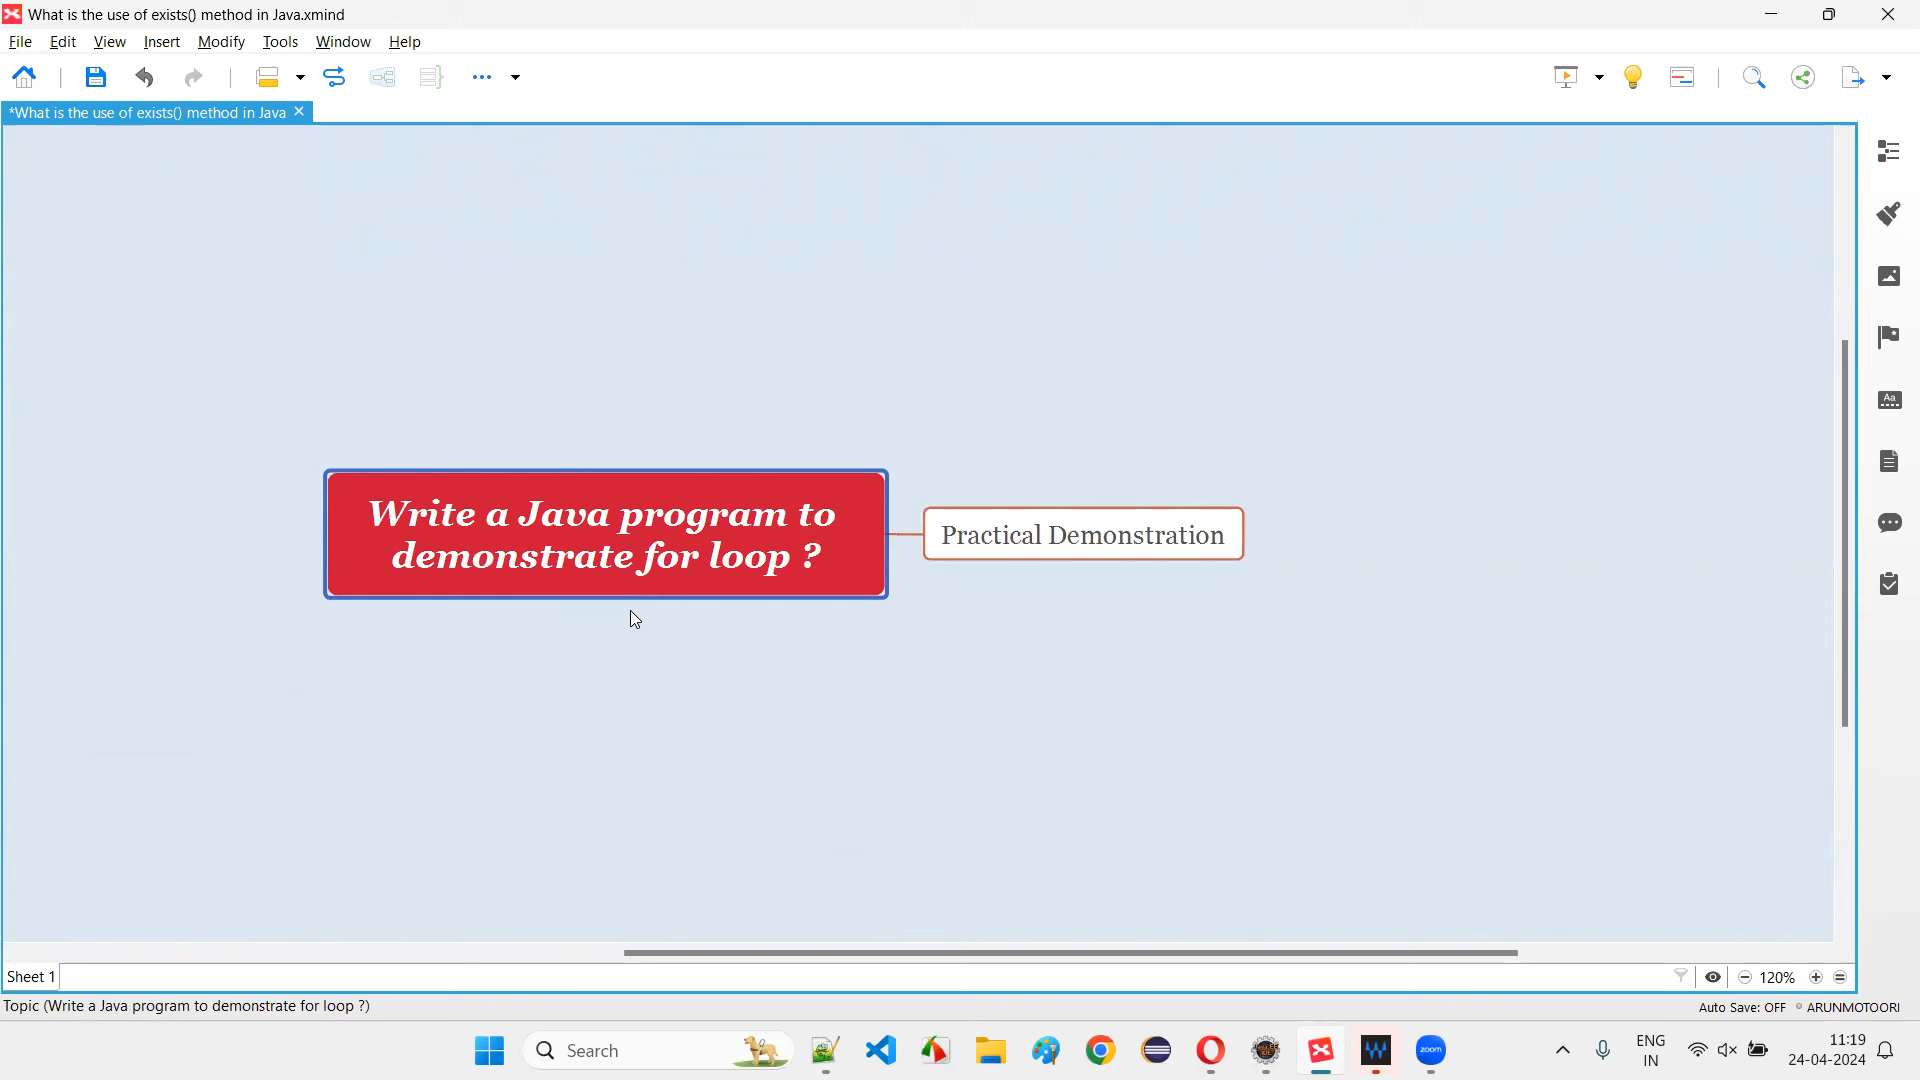 What is the use of exists() method in Java.xmind
File Edit View Insert Modify Tools Window Help
*What is the use of exists() method in Java
Write a Java program to
demonstrate for loop ?
Practical Demonstration
Aa
Sheet 1
120%
Topic (Write a Java program to demonstrate for loop ?)
Auto Save: OFF
ARUNMOTOORI
Search
zoom
ENG
IN
11:19
24-04-2024